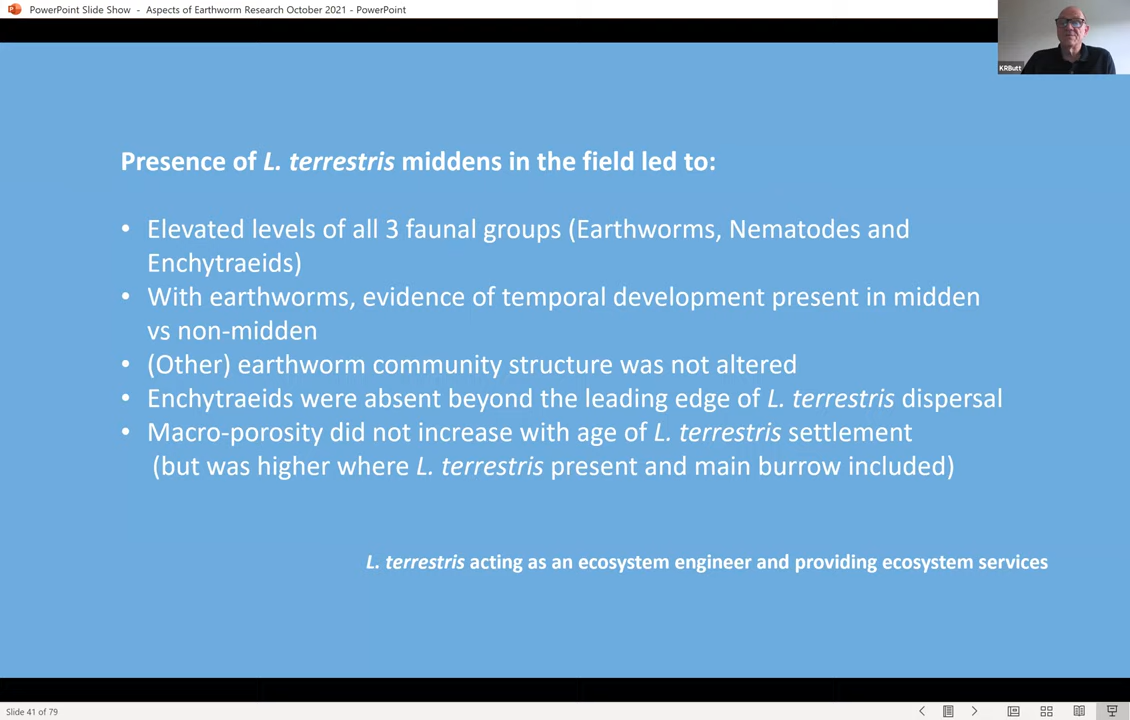 PowerPoint Slide Show - Aspects of Earthworm Research October 2021 - PowerPoint
KRButt
Presence of L. terrestris middens in the field led to:
• Elevated levels of all 3 faunal groups (Earthworms, Nematodes and
Enchytraeids)
• With earthworms, evidence of temporal development present in midden
vs non-midden
• (Other) earthworm community structure was not altered
• Enchytraeids were absent beyond the leading edge of L. terrestris dispersal
• Macro-porosity did not increase with age of L. terrestris settlement
(but was higher where L. terrestris present and main burrow included)
L. terrestris acting as an ecosystem engineer and providing ecosystem services
Slide 41 of 79